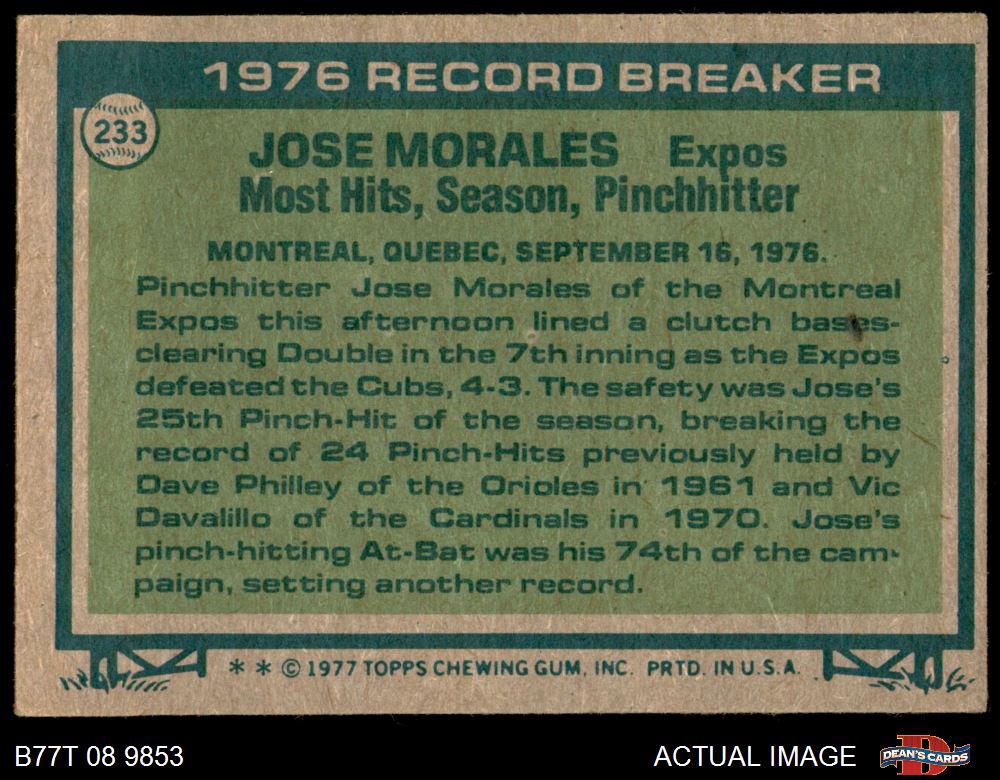 1976 RECORD BREAKER
233
JOSE MORALES Expos
Most Hits, Season, Pinchhitter
MONTREAL, QUEBEC, SEPTEMBER 16, 1976.
Pinchhitter Jose Morales of the Montreal
Expos this afternoon lined a clutch bases-
clearing Double in the 7th inning as the Expos
defeated the Cubs, 4-3. The safety was Jose's
25th Pinch-Hit of the season, breaking the
record of 24 Pinch-Hits previously held by
Dave Philley of the Orioles in 1961 and Vic
Davalillo of the Cardinals in 1970. Jose's
pinch-hitting At-Bat was his 74th of the cam-
paign, setting another record.
* * © 1977 TOPPS CHEWING GUM, INC. PRTD. IN U.S.A.
B77T 08 9853 ACTUAL IMAGE DEAN'S CARDS